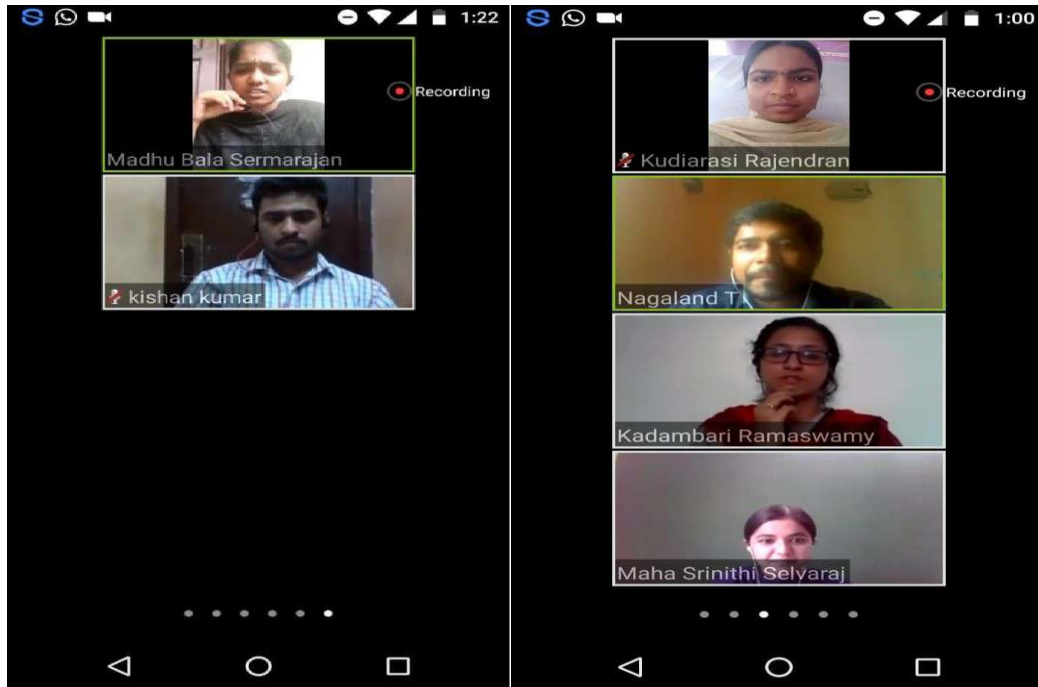 1:22
Recording
Madhu Bala Sermarajan
kishan kumar
1:00
Recording
Kudiarasi Rajendran
Nagaland T
Kadambari Ramaswamy
Maha Srinithi Selvaraj